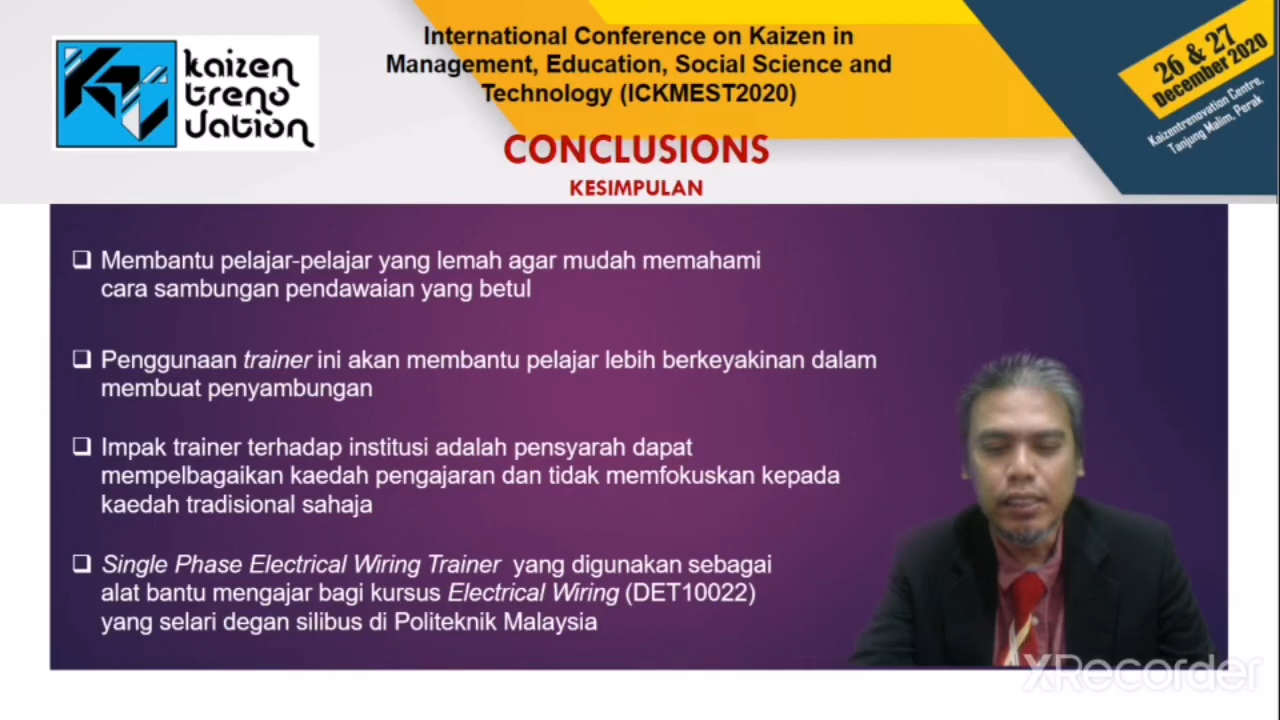 kaizen
treno
vation
International Conference on Kaizen in
Management, Education, Social Science and
Technology (ICKMEST2020)
26 & 27
December 2020
Kaizentrenovation Centre,
Tanjung Malim, Perak
CONCLUSIONS
KESIMPULAN
❑ Membantu pelajar-pelajar yang lemah agar mudah memahami
cara sambungan pendawaian yang betul
❑ Penggunaan trainer ini akan membantu pelajar lebih berkeyakinan dalam
membuat penyambungan
❑ Impak trainer terhadap institusi adalah pensyarah dapat
mempelbagaikan kaedah pengajaran dan tidak memfokuskan kepada
kaedah tradisional sahaja
❑ Single Phase Electrical Wiring Trainer yang digunakan sebagai
alat bantu mengajar bagi kursus Electrical Wiring (DET10022)
yang selari degan silibus di Politeknik Malaysia
XRecorder